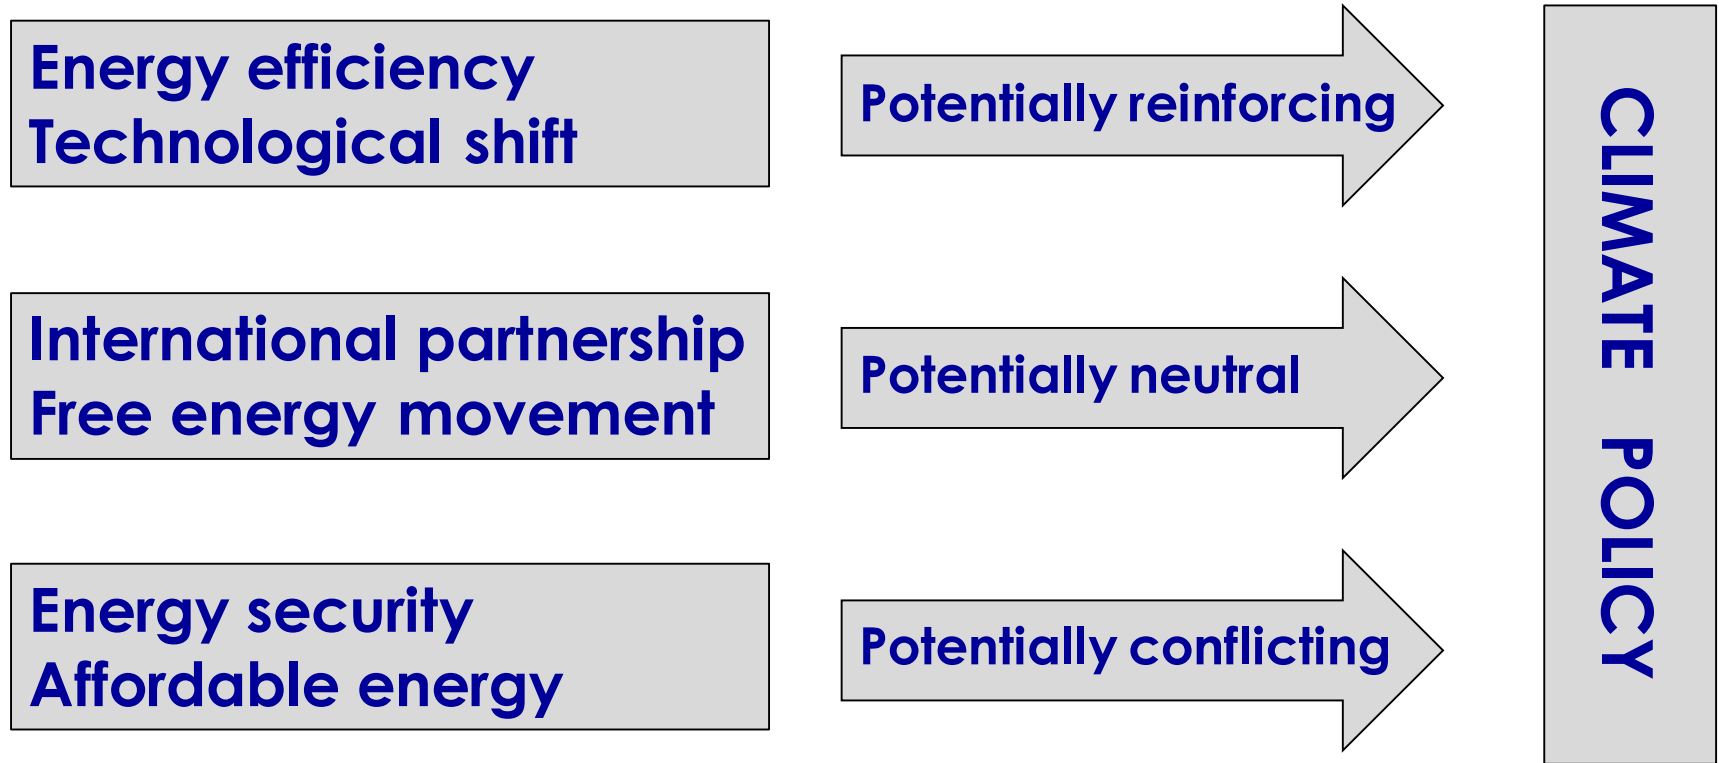 Energy efficiency
Technological shift
Potentially reinforcing
International partnership
Free energy movement
Potentially neutral
Energy security
Affordable energy
Potentially conflicting
CLIMATE POLICY